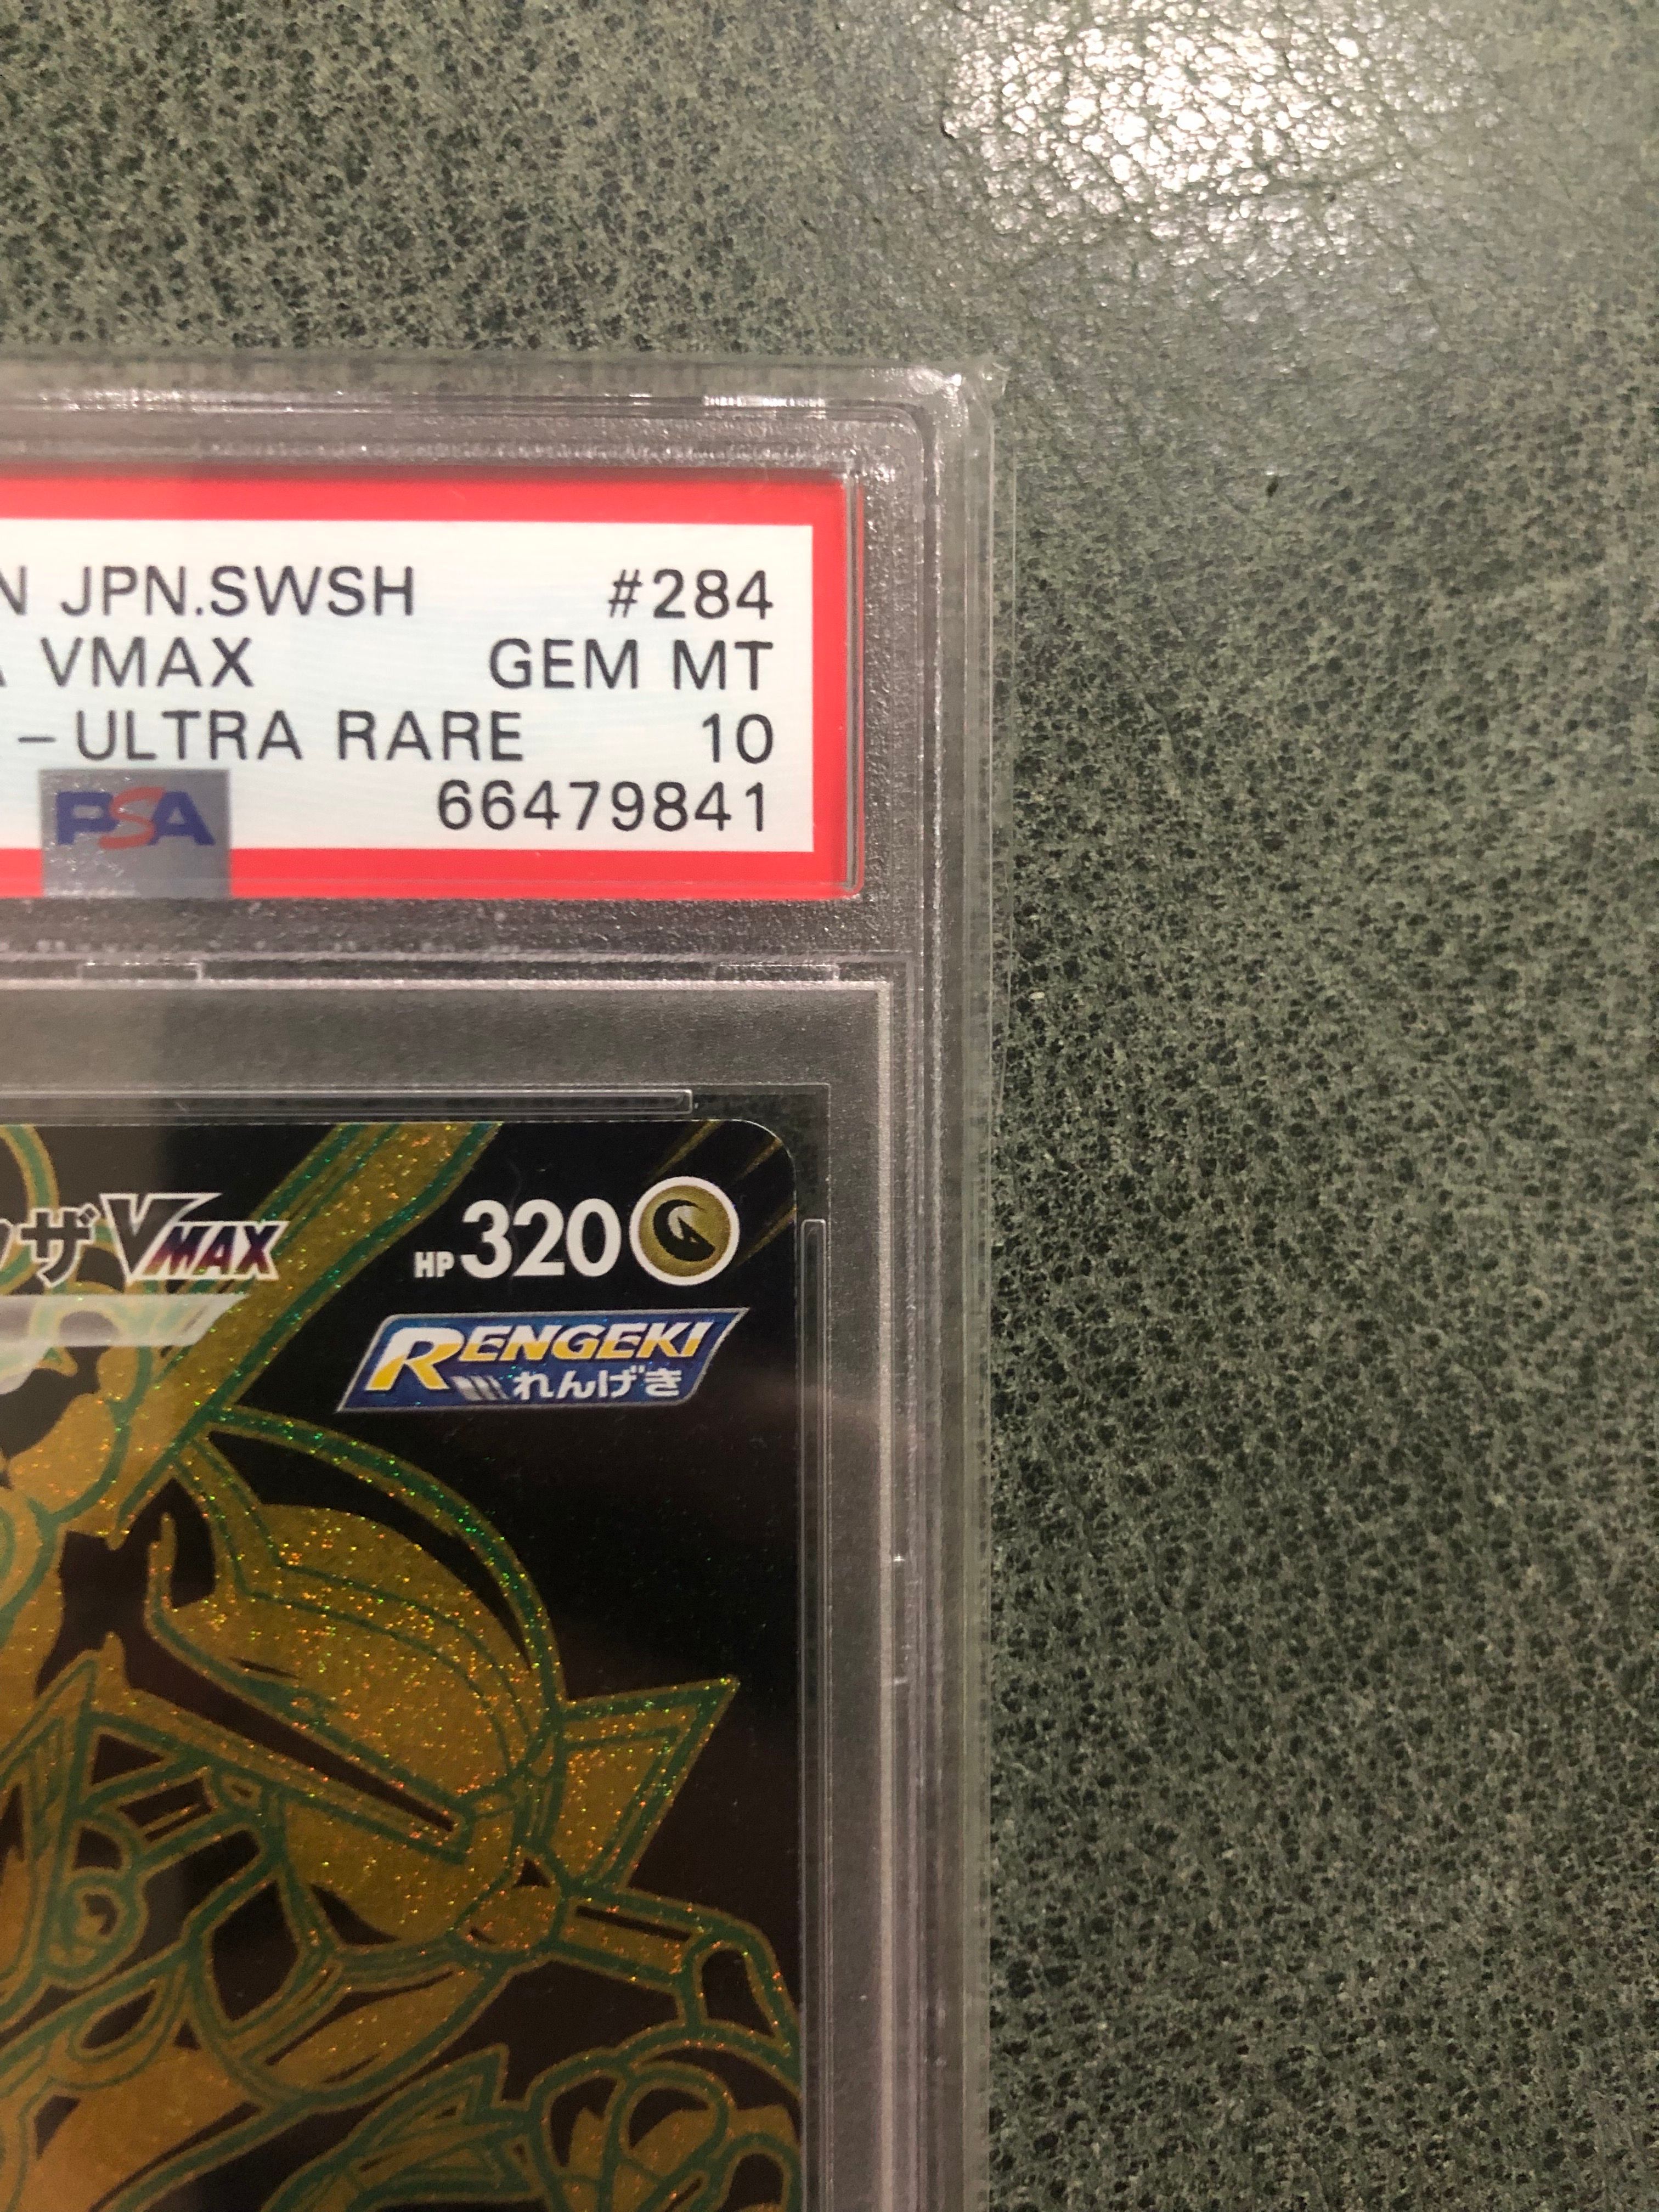 N JPN.SWSH #284
A VMAX GEM MT
-ULTRA RARE 10
PSA 66479841
ザVMAX HP320
RENGEKI
れんげき